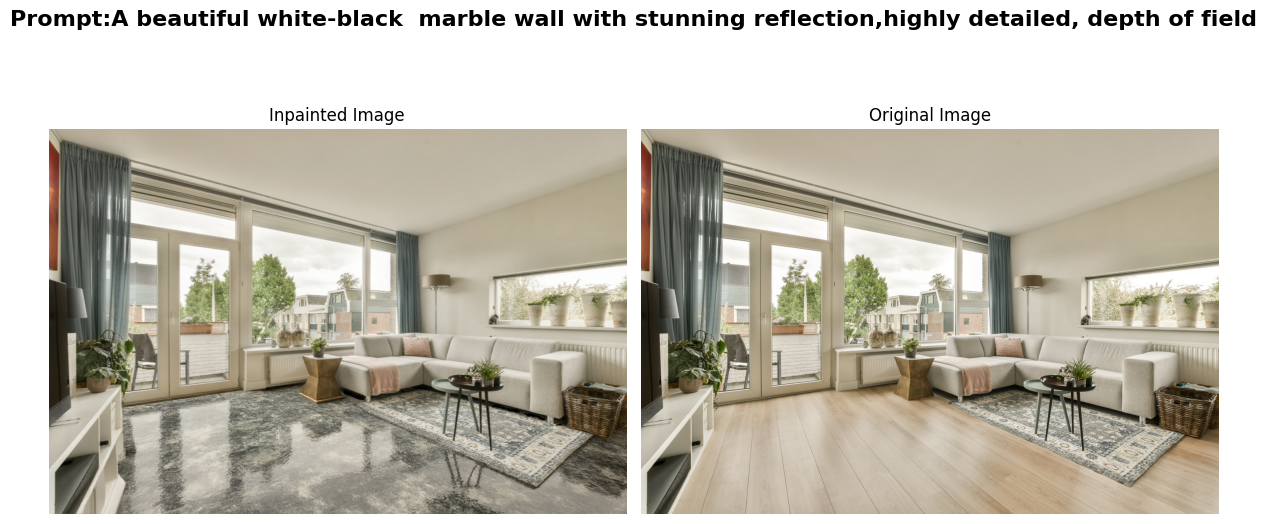 Prompt:A beautiful white-black  marble wall with stunning reflection,highly detailed, depth of field
Inpainted Image
Original Image